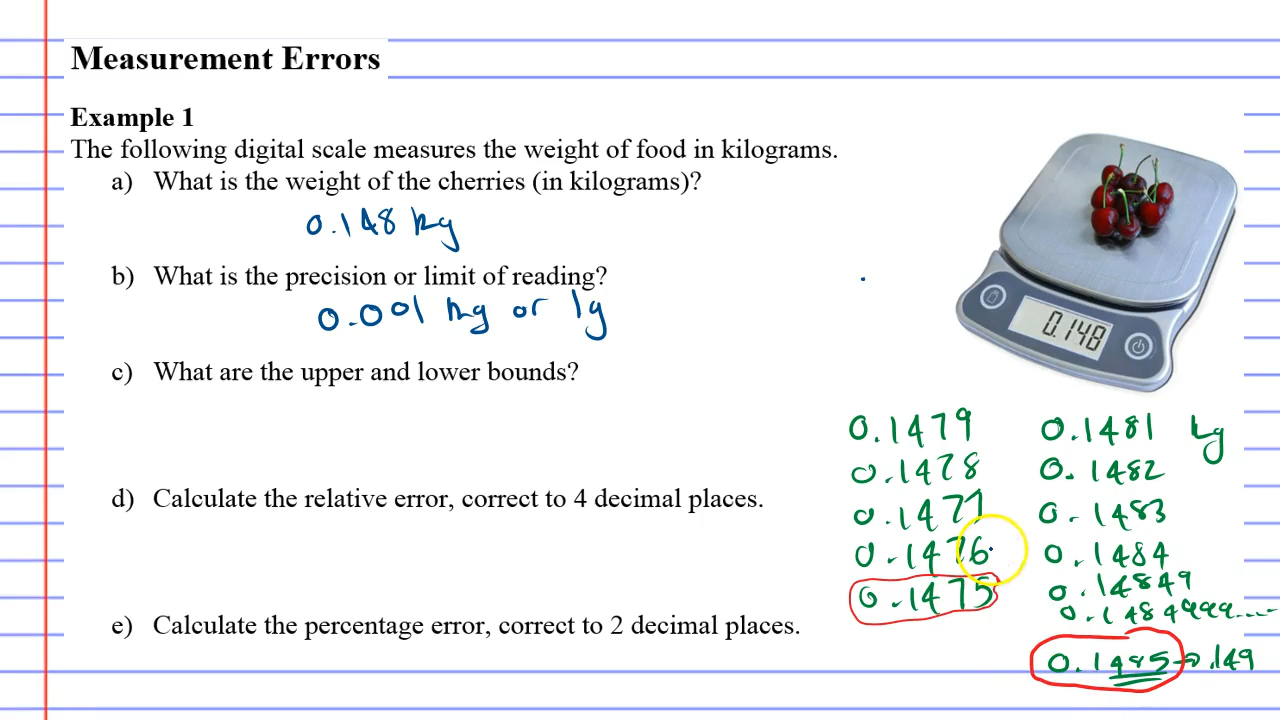 Measurement Errors
Example 1
The following digital scale measures the weight of food in kilograms.
a) What is the weight of the cherries (in kilograms)?
0.148 kg
b) What is the precision or limit of reading?
0.001 kg or 1g
0.148
c) What are the upper and lower bounds?
0.1479 0.1481 kg
0.1478 0.1482
d) Calculate the relative error, correct to 4 decimal places.
0.1477 0.1483
0.1476 0.1484
0.1475 0.14849
0.1484999....
e) Calculate the percentage error, correct to 2 decimal places.
0.1485→0.149